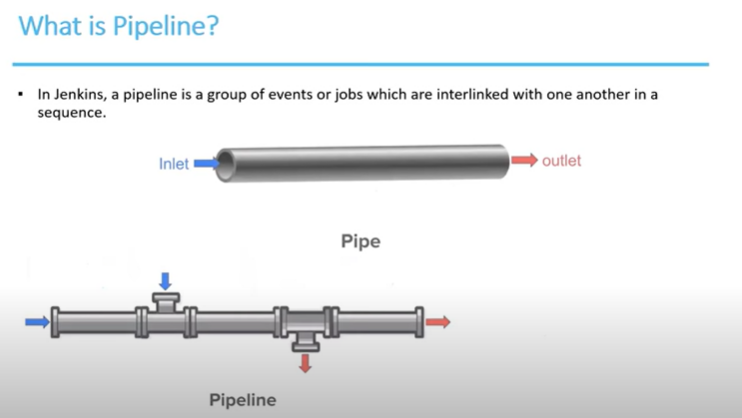 What is Pipeline?
▪ In Jenkins, a pipeline is a group of events or jobs which are interlinked with one another in a
sequence.
Inlet
outlet
Pipe
Pipeline